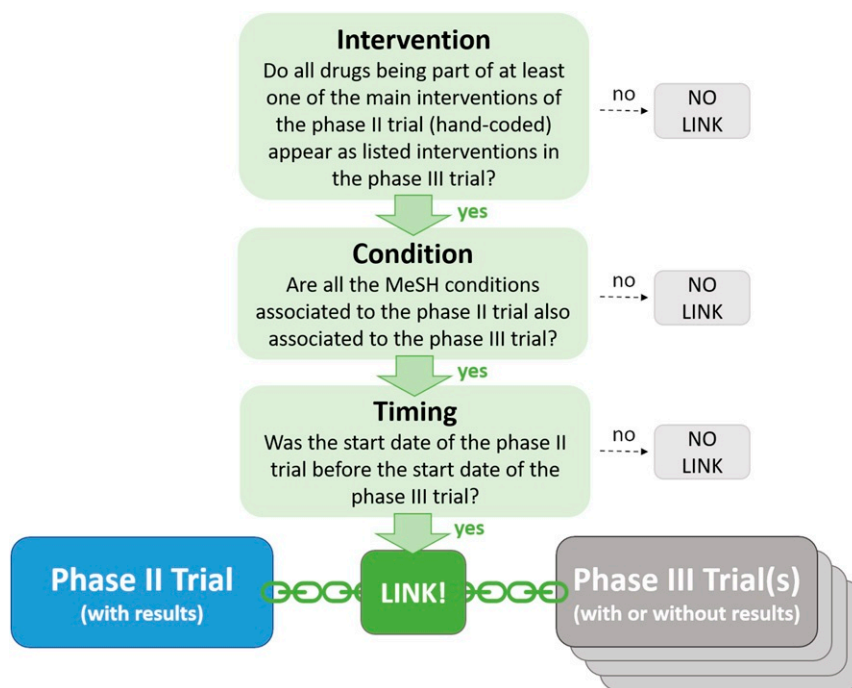 Intervention
Do all drugs being part of at least
one of the main interventions of
the phase II trial (hand-coded)
appear as listed interventions in
the phase III trial?
no
NO
LINK
yes
Condition
Are all the MeSH conditions
associated to the phase II trial also
associated to the phase III trial?
no
NO
LINK
yes
Timing
Was the start date of the phase II
trial before the start date of the
phase III trial?
no
NO
LINK
yes
Phase II Trial
(with results)
LINK!
Phase III Trial(s)
(with or without results)